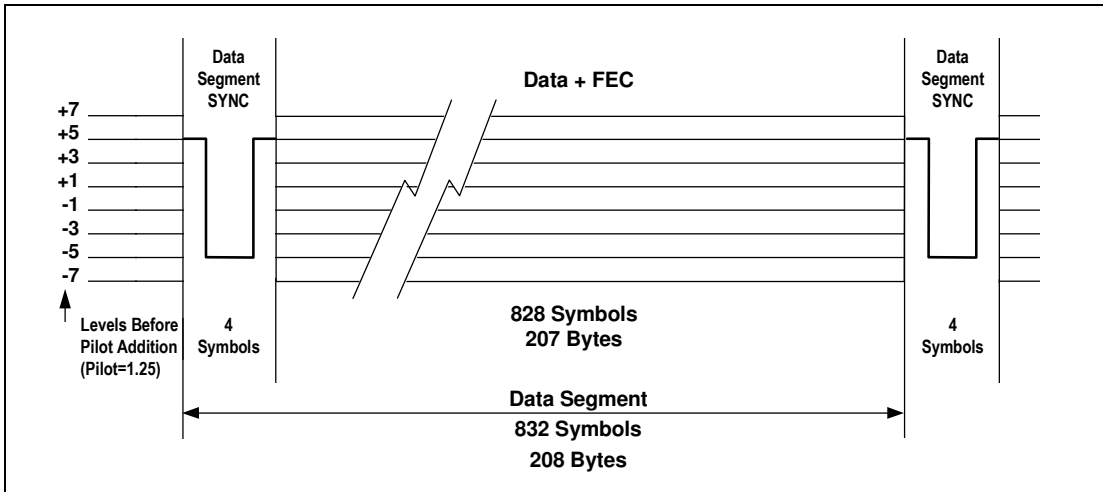 Data
Segment
SYNC
Data + FEC
Data
Segment
SYNC
+7
+5
+3
+1
-1
-3
-5
-7
Levels Before
Pilot Addition
(Pilot=1.25)
4
Symbols
828 Symbols
207 Bytes
4
Symbols
Data Segment
832 Symbols
208 Bytes